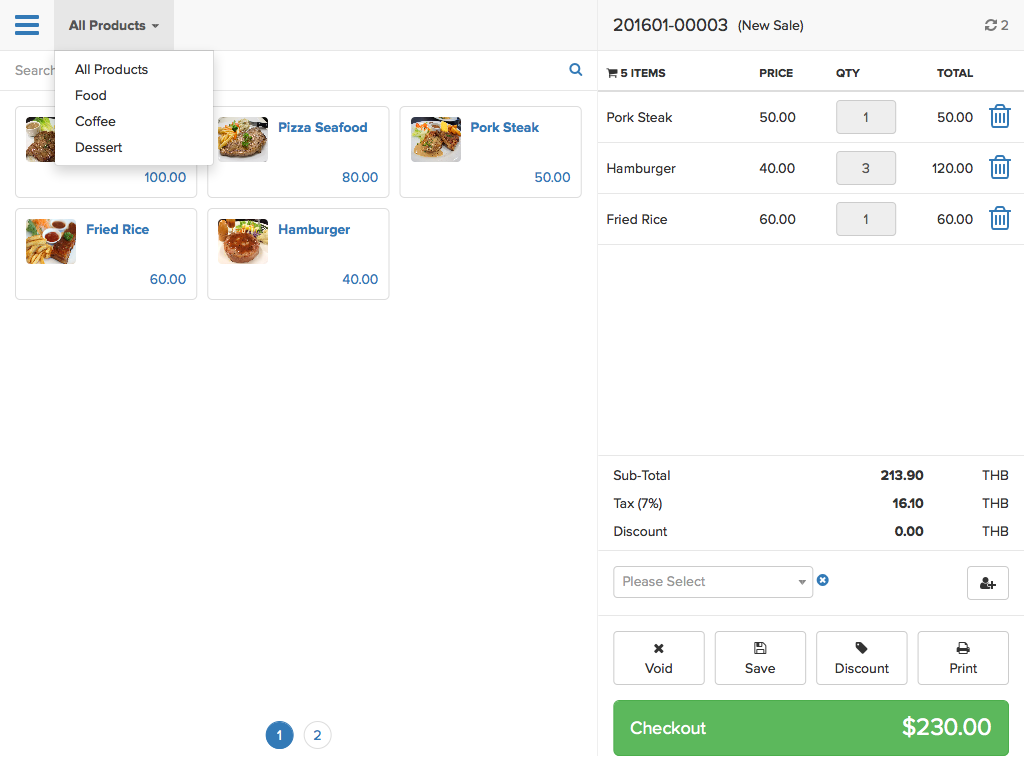 All Products
201601-00003 (New Sale)
2
Search
All Products
Food
Coffee
Dessert
100.00
Pizza Seafood
80.00
Pork Steak
50.00
Fried Rice
60.00
Hamburger
40.00
1
2
5 ITEMS PRICE QTY TOTAL
Pork Steak 50.00 1 50.00
Hamburger 40.00 3 120.00
Fried Rice 60.00 1 60.00
Sub-Total 213.90 THB
Tax (7%) 16.10 THB
Discount 0.00 THB
Please Select
Void
Save
Discount
Print
Checkout $230.00